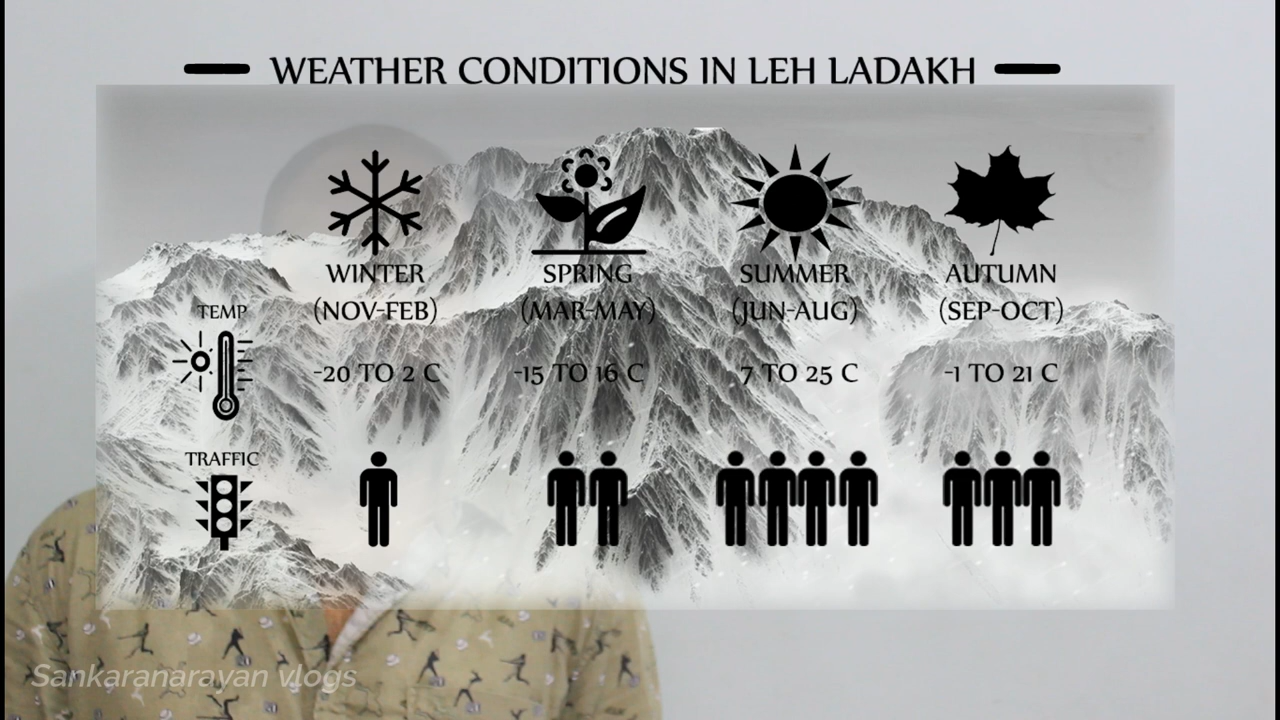 WEATHER CONDITIONS IN LEH LADAKH
WINTER SPRING SUMMER AUTUMN
(NOV-FEB) (MAR-MAY) (JUN-AUG) (SEP-OCT)
TEMP
-20 TO 2 C -15 TO 16 C 7 TO 25 C -1 TO 21 C
TRAFFIC
Sankaranarayan vlogs